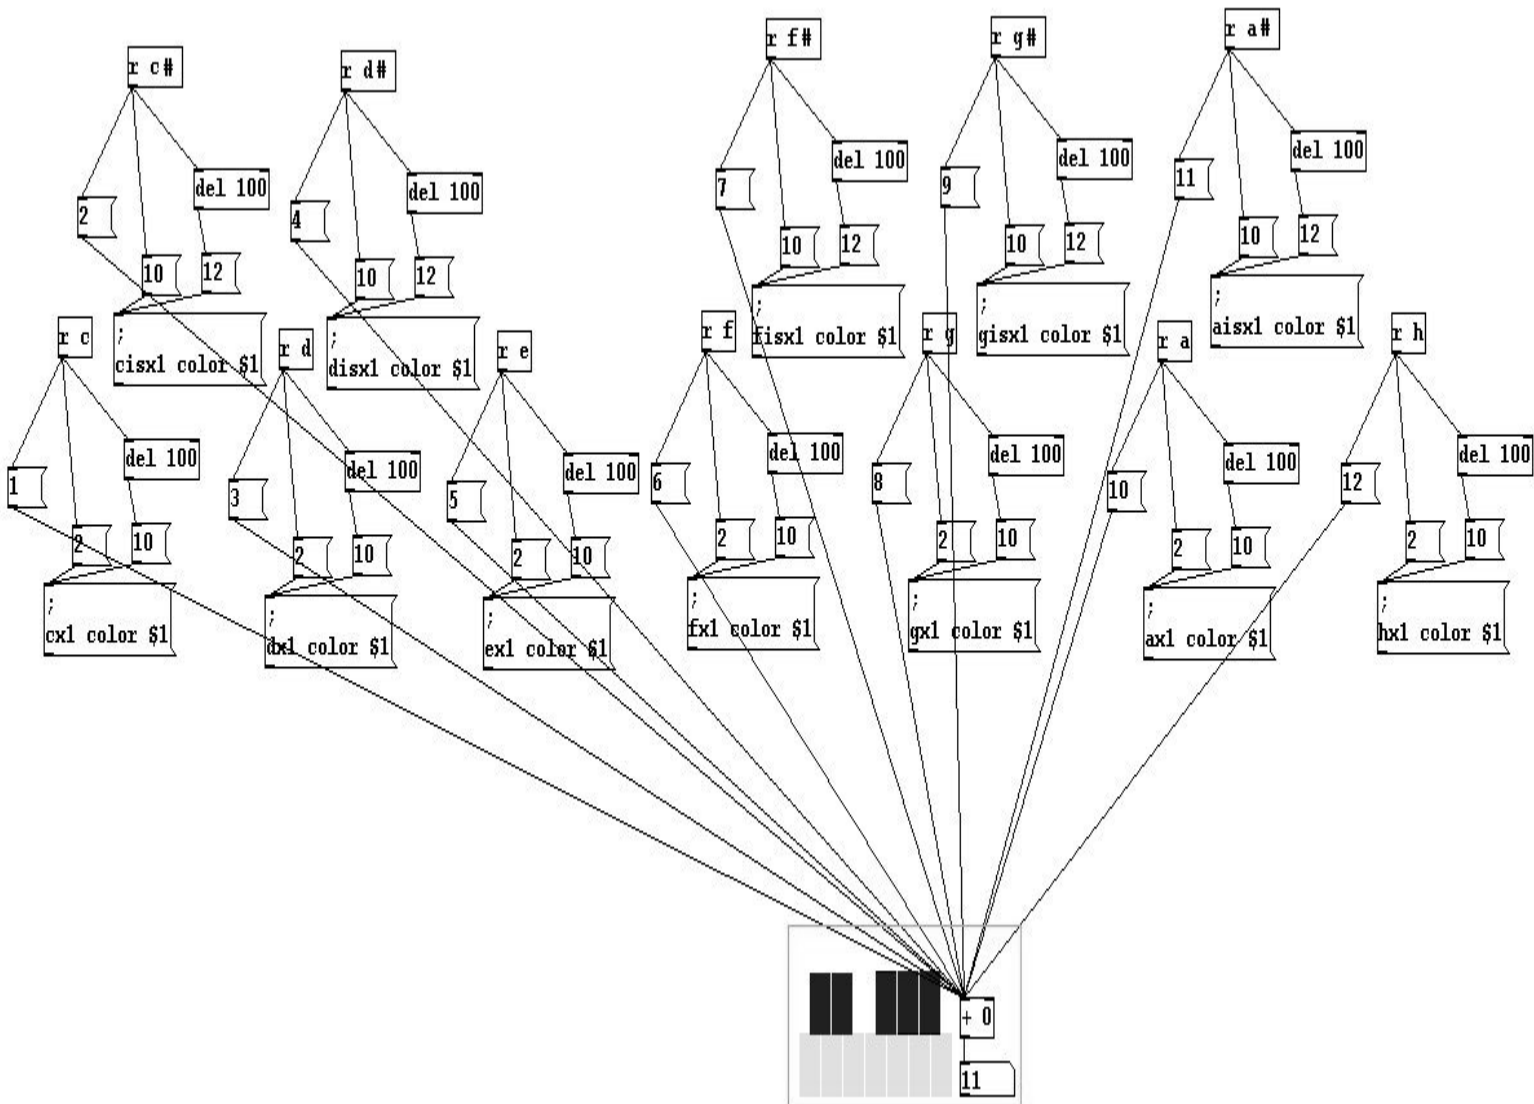 r c#
2
del 100
10
12
;
cisx1 color $1
r d#
4
del 100
10
12
;
disx1 color $1
r f#
7
del 100
10
12
;
fisx1 color $1
r g#
9
del 100
10
12
;
gisx1 color $1
r a#
11
del 100
10
12
;
aisx1 color $1
r c
1
del 100
2
10
;
cx1 color $1
r d
3
del 100
2
10
;
dx1 color $1
r e
5
del 100
2
10
;
ex1 color $1
r f
6
del 100
2
10
;
fx1 color $1
r g
8
del 100
2
10
;
gx1 color $1
r a
10
del 100
2
10
;
ax1 color $1
r h
12
del 100
2
10
;
hx1 color $1
+ 0
11